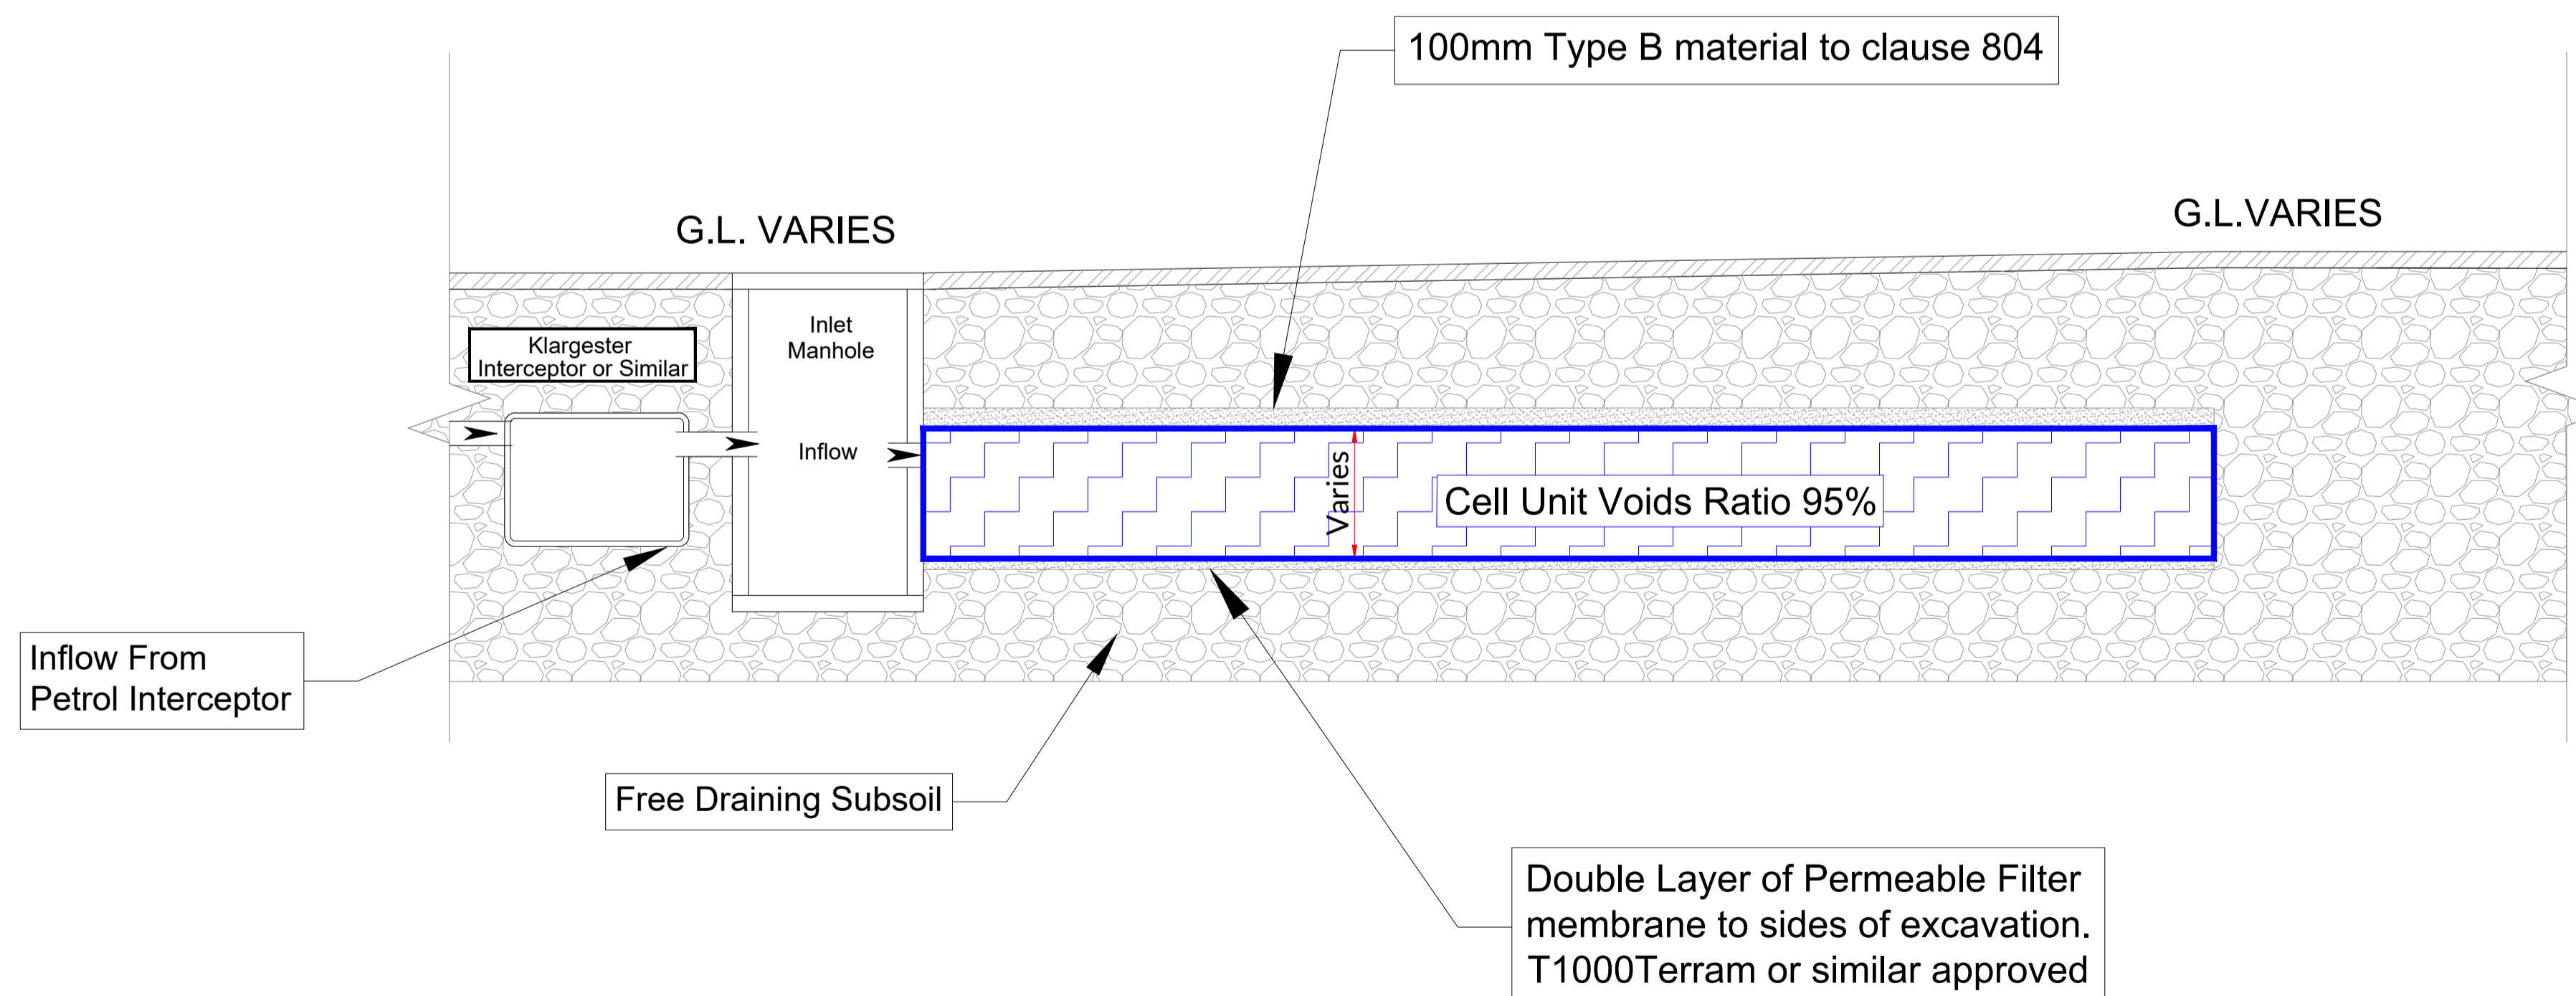 100mm Type B material to clause 804
G.L. VARIES
G.L.VARIES
Inlet
Manhole
Klargester
Interceptor or Similar
Inflow
Varies
Cell Unit Voids Ratio 95%
Inflow From
Petrol Interceptor
Free Draining Subsoil
Double Layer of Permeable Filter
membrane to sides of excavation.
T1000Terram or similar approved